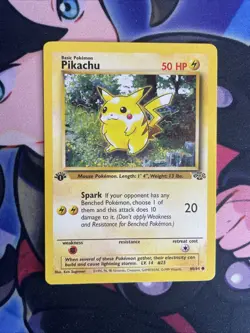 Basic Pokémon
Pikachu 50 HP
Mouse Pokémon. Length: 1' 4", Weight: 13 lbs.
Spark If your opponent has any
Benched Pokémon, choose 1 of
them and this attack does 10
damage to it. (Don't apply Weakness
and Resistance for Benched Pokémon.)
20
weakness resistance retreat cost
When several of these Pokémon gather, their electricity can
build and cause lightning storms. LV. 14 #25
60/64